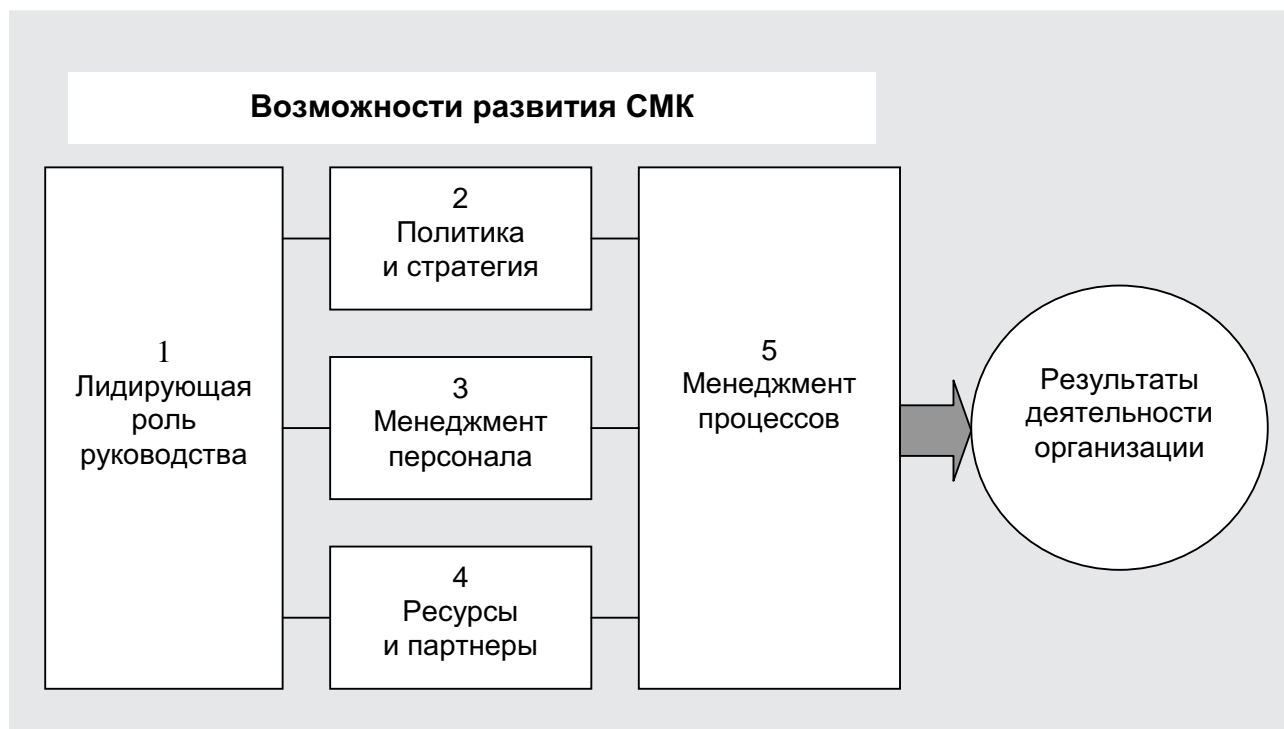 Возможности развития СМК
1
Лидирующая
роль
руководства
2
Политика
и стратегия
3
Менеджмент
персонала
4
Ресурсы
и партнеры
5
Менеджмент
процессов
Результаты
деятельности
организации